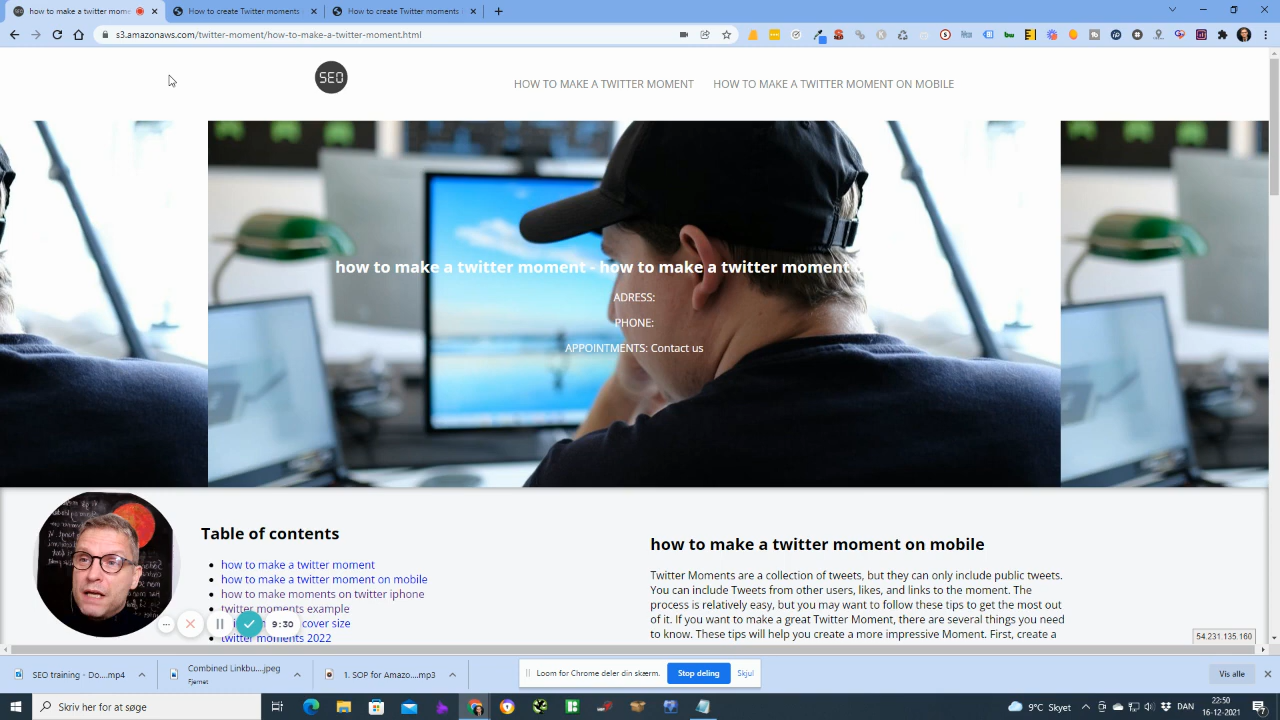 how to make a twitter mome
How to create Twitter moments -
How to create Twitter moments -
s3.amazonaws.com/twitter-moment/how-to-make-a-twitter-moment.html
SEO
HOW TO MAKE A TWITTER MOMENT
HOW TO MAKE A TWITTER MOMENT ON MOBILE
how to make a twitter moment - how to make a twitter moment
ADRESS:
PHONE:
APPOINTMENTS: Contact us
Table of contents
how to make a twitter moment
how to make a twitter moment on mobile
how to make moments on twitter iphone
twitter moments example
cover size
twitter moments 2022
how to make a twitter moment on mobile
Twitter Moments are a collection of tweets, but they can only include public tweets.
You can include Tweets from other users, likes, and links to the moment. The
process is relatively easy, but you may want to follow these tips to get the most out
of it. If you want to make a great Twitter Moment, there are several things you need
to know. These tips will help you create a more impressive Moment. First, create a
9:30
54.231.135.160
SEO training - Do....mp4
Combined Linkbu....jpeg
Fjernet
1. SOP for Amazo....mp3
Loom for Chrome deler din skærm.
Stop deling
Skjul
Vis alle
Skriv her for at søge
9°C Skyet
DAN
22:50
16-12-2021